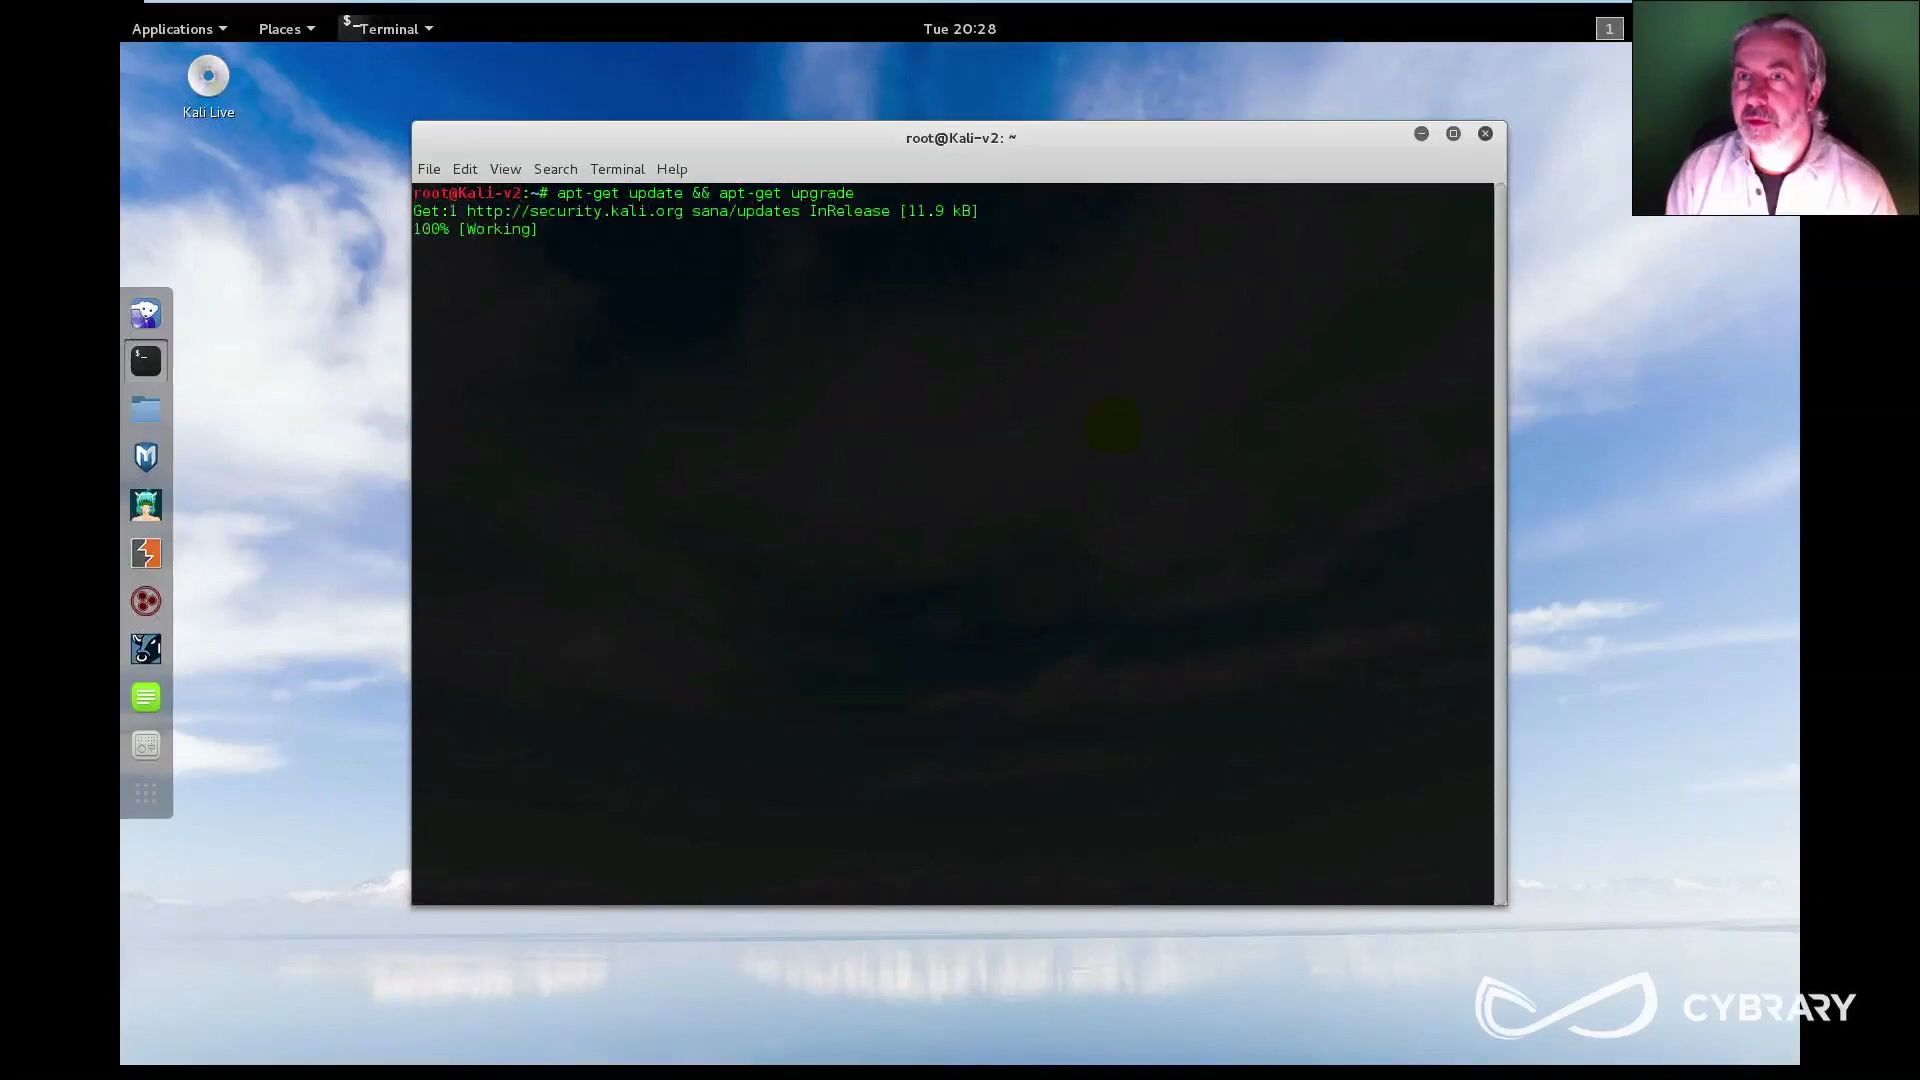 Applications Places $_ Terminal Tue 20:28 1
Kali Live
root@Kali-v2: ~
File Edit View Search Terminal Help
root@Kali-v2:~# apt-get update && apt-get upgrade
Get:1 http://security.kali.org sana/updates InRelease [11.9 kB]
100% [Working]
$_
CYBRARY